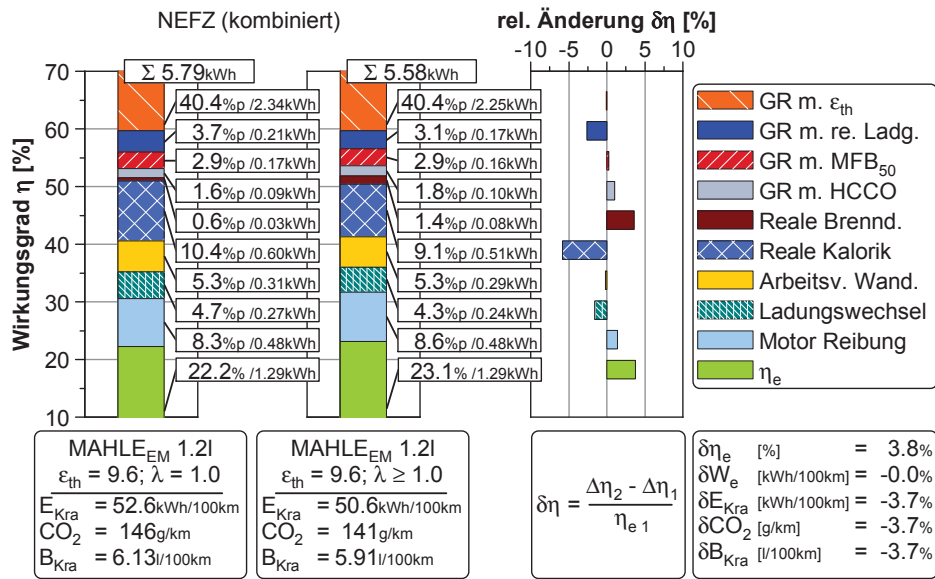 NEFZ (kombiniert)
rel. Änderung δη [%]
-10 -5 0 5 10
Wirkungsgrad η [%]
70
60
50
40
30
20
10
Σ 5.79kWh
40.4%p /2.34kWh
3.7%p /0.21kWh
2.9%p /0.17kWh
1.6%p /0.09kWh
0.6%p /0.03kWh
10.4%p /0.60kWh
5.3%p /0.31kWh
4.7%p /0.27kWh
8.3%p /0.48kWh
22.2% /1.29kWh
Σ 5.58kWh
40.4%p /2.25kWh
3.1%p /0.17kWh
2.9%p /0.16kWh
1.8%p /0.10kWh
1.4%p /0.08kWh
9.1%p /0.51kWh
5.3%p /0.29kWh
4.3%p /0.24kWh
8.6%p /0.48kWh
23.1% /1.29kWh
GR m. ε_th
GR m. re. Ladg.
GR m. MFB_50
GR m. HCCO
Reale Brennd.
Reale Kalorik
Arbeitsv. Wand.
Ladungswechsel
Motor Reibung
η_e
MAHLE_EM 1.2l
ε_th = 9.6; λ = 1.0
E_Kra = 52.6kWh/100km
CO_2 = 146g/km
B_Kra = 6.13l/100km
MAHLE_EM 1.2l
ε_th = 9.6; λ ≥ 1.0
E_Kra = 50.6kWh/100km
CO_2 = 141g/km
B_Kra = 5.91l/100km
δη = (Δη_2 - Δη_1) / η_e 1
δη_e [%] = 3.8%
δW_e [kWh/100km] = -0.0%
δE_Kra [kWh/100km] = -3.7%
δCO_2 [g/km] = -3.7%
δB_Kra [l/100km] = -3.7%